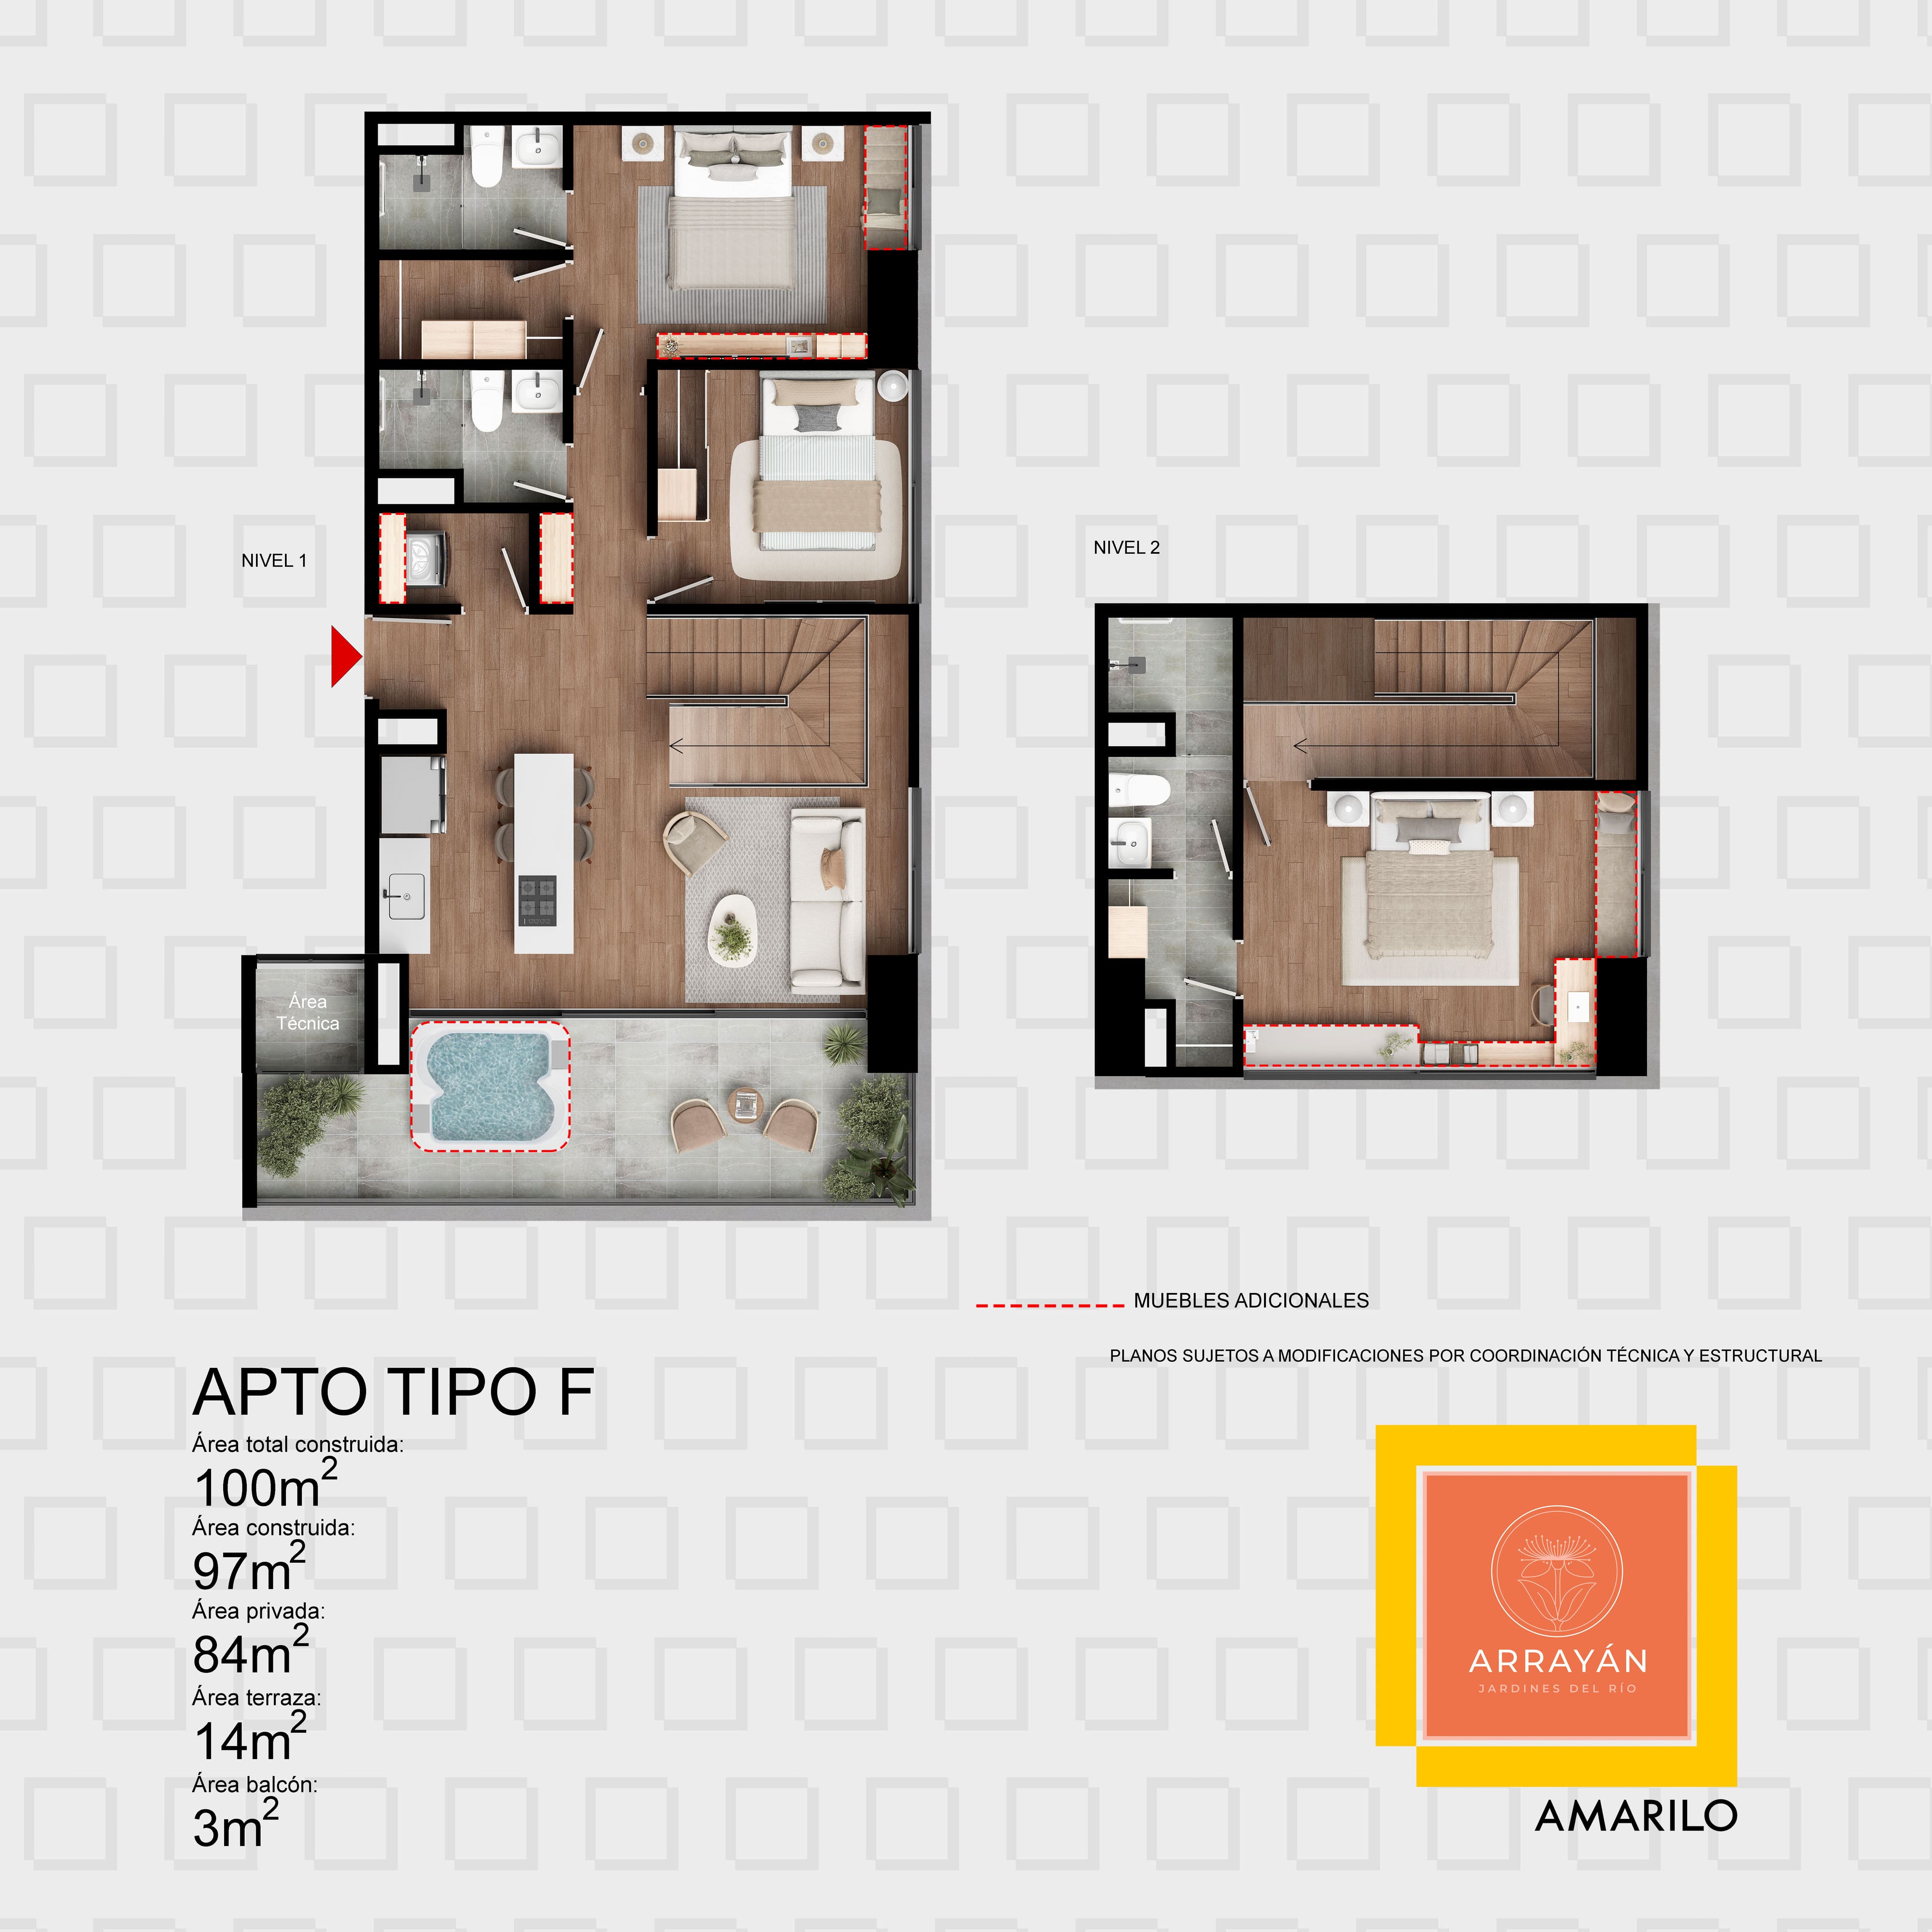 NIVEL 1
NIVEL 2
Área
Técnica
MUEBLES ADICIONALES
PLANOS SUJETOS A MODIFICACIONES POR COORDINACIÓN TÉCNICA Y ESTRUCTURAL
APTO TIPO F
Área total construida:
100m²
Área construida:
97m²
Área privada:
84m²
Área terraza:
14m²
Área balcón:
3m²
ARRAYÁN
JARDINES DEL RÍO
AMARILO